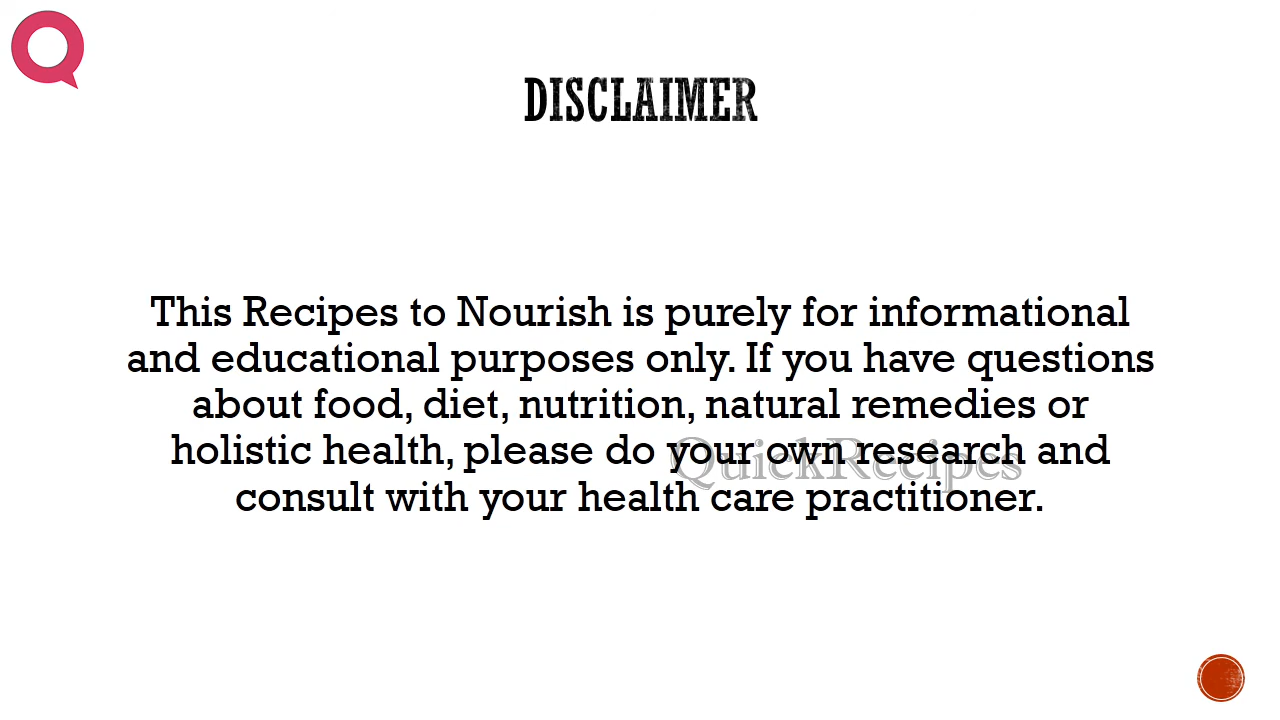 DISCLAIMER
This Recipes to Nourish is purely for informational
and educational purposes only. If you have questions
about food, diet, nutrition, natural remedies or
holistic health, please do your own research and
consult with your health care practitioner.
QuickRecipes